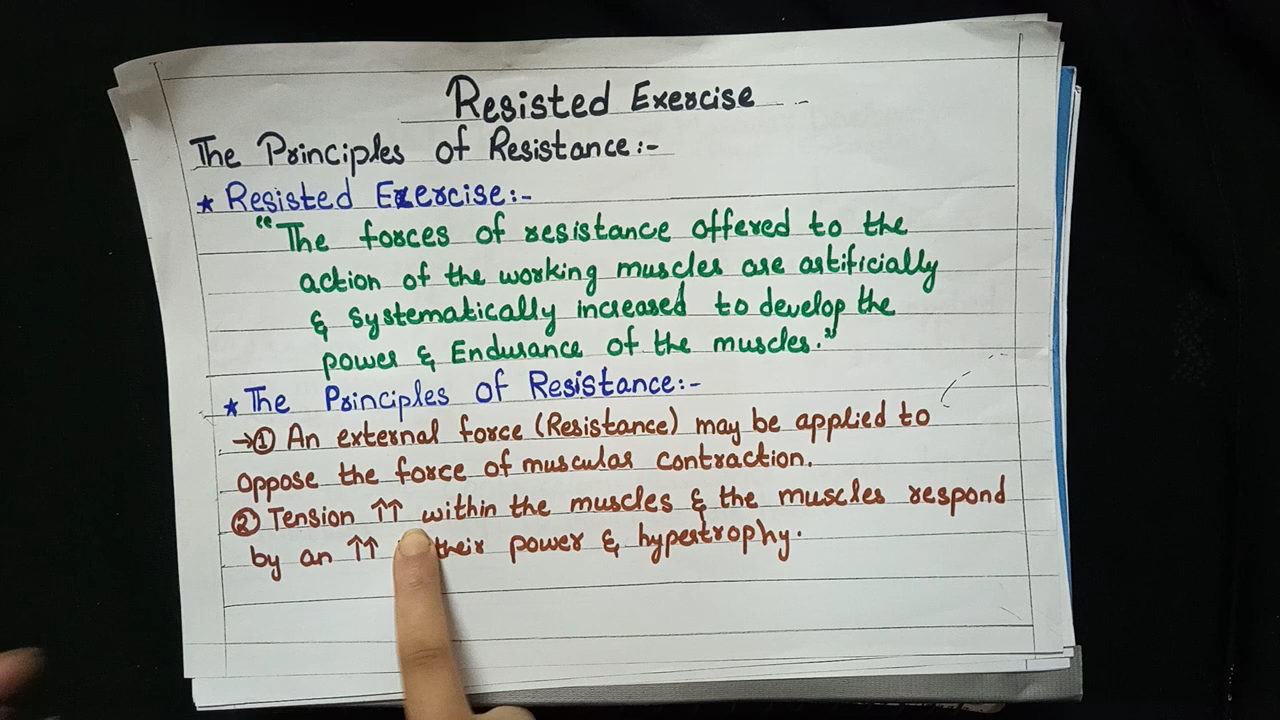 Resisted Exercise
The Principles of Resistance:-
* Resisted Exercise:-
"The forces of resistance offered to the
action of the working muscles are artificially
& Systematically increased to develop the
power & Endurance of the muscles."
* The Principles of Resistance:-
→① An external force (Resistance) may be applied to
oppose the force of muscular contraction.
② Tension ↑↑ within the muscles & the muscles respond
by an ↑↑ their power & hypertrophy.